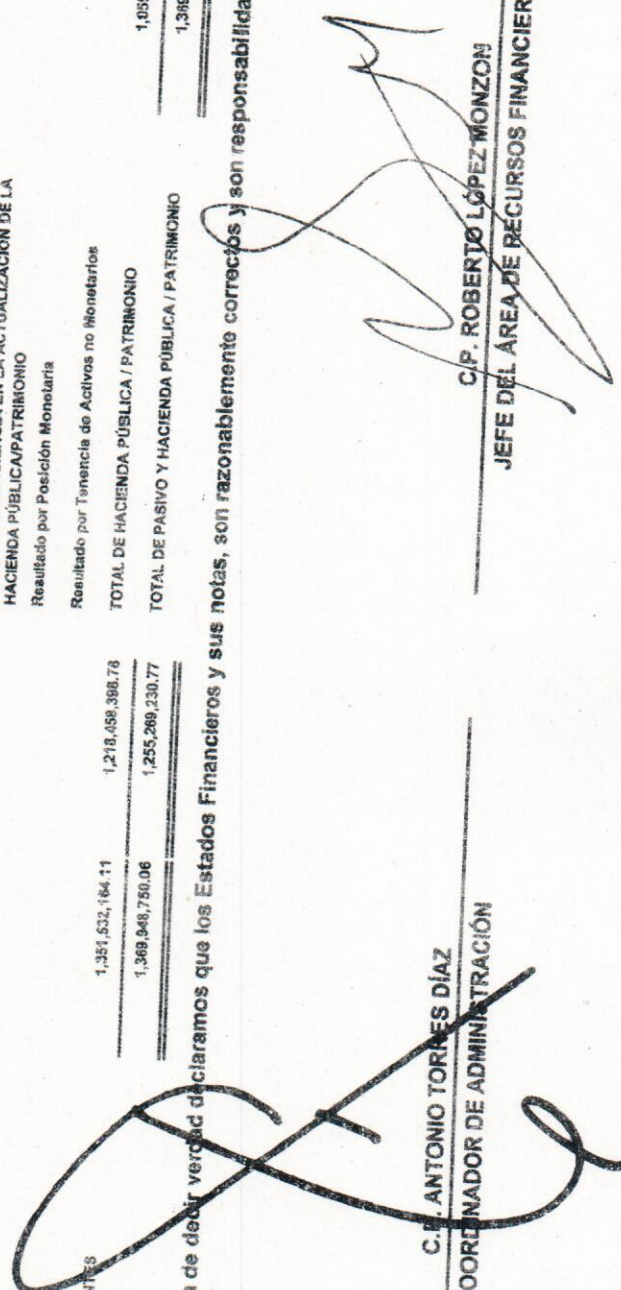 HACIENDA PÚBLICA/PATRIMONIO
Resultado por Posición Monetaria
Resultado por Tenencia de Activos no Monetarios
1,351,532,164.11 1,218,459,398.78 TOTAL DE HACIENDA PÚBLICA / PATRIMONIO
1,369,948,750.06 1,255,269,230.77 TOTAL DE PASIVO Y HACIENDA PÚBLICA / PATRIMONIO
de decir verdad declaramos que los Estados Financieros y sus notas, son razonablemente correctos y son responsabilida
C.P. ANTONIO TORRES DÍAZ
OORDINADOR DE ADMINISTRACIÓN
C.P. ROBERTO LÓPEZ MONZON
JEFE DEL ÁREA DE RECURSOS FINANCIER